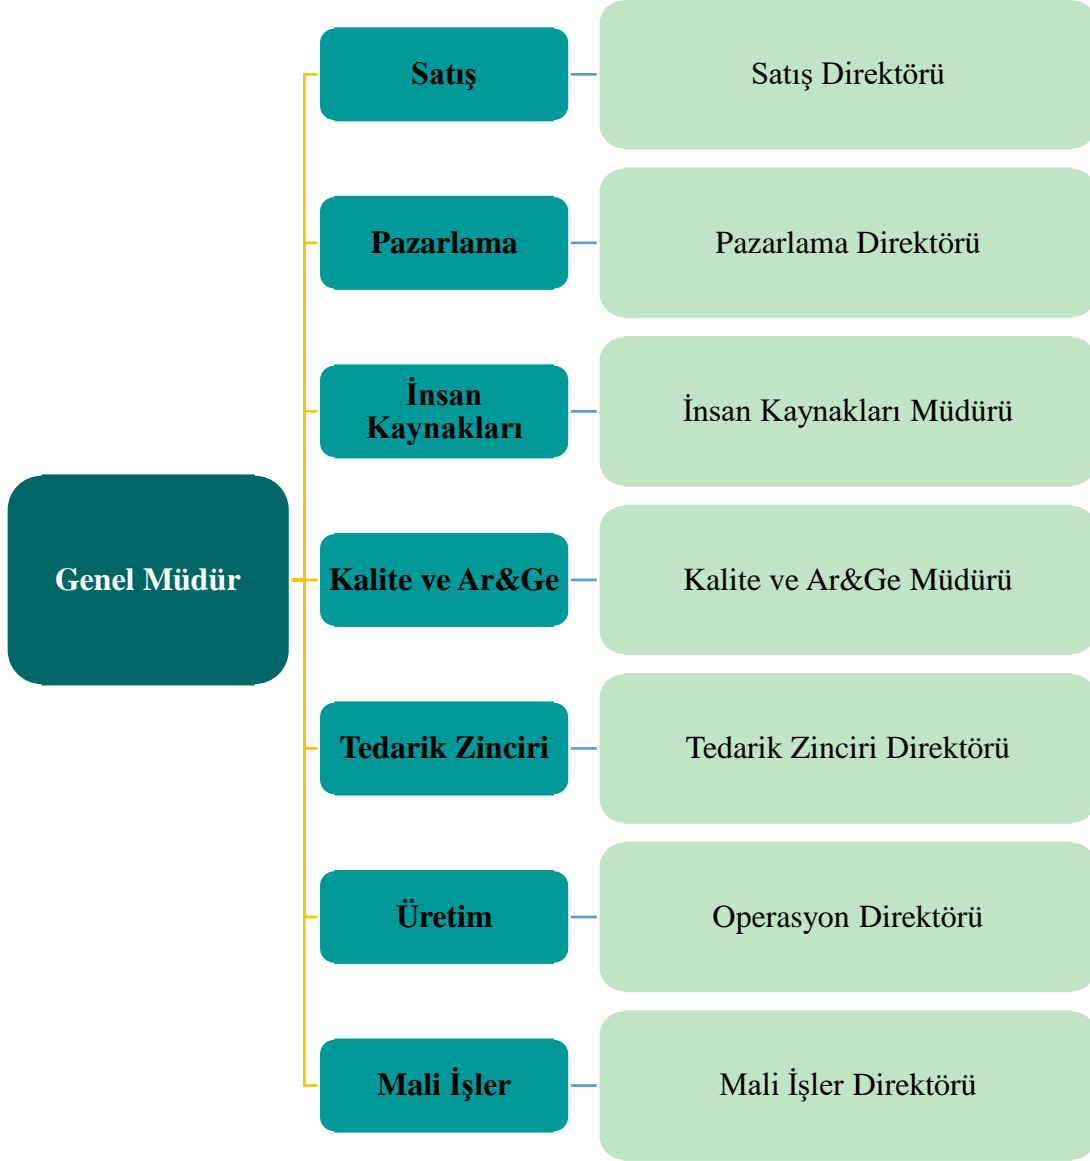 Satış
Satış Direktörü
Pazarlama
Pazarlama Direktörü
İnsan
Kaynakları
İnsan Kaynakları Müdürü
Genel Müdür
Kalite ve Ar&Ge
Kalite ve Ar&Ge Müdürü
Tedarik Zinciri
Tedarik Zinciri Direktörü
Üretim
Operasyon Direktörü
Mali İşler
Mali İşler Direktörü